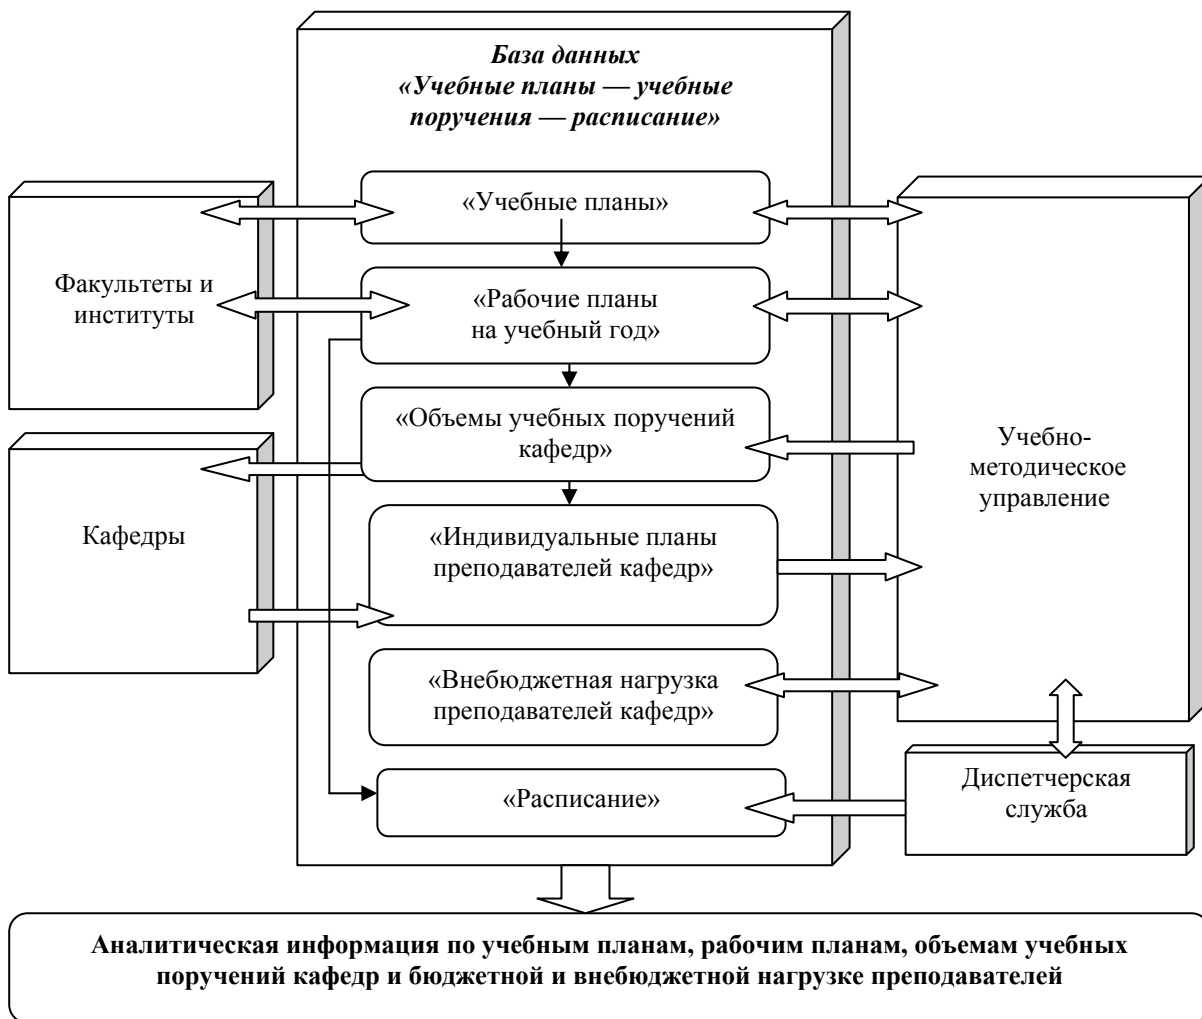 База данных
«Учебные планы — учебные
поручения — расписание»
«Учебные планы»
Факультеты и
институты
«Рабочие планы
на учебный год»
«Объемы учебных поручений
кафедр»
Учебно-
методическое
управление
Кафедры
«Индивидуальные планы
преподавателей кафедр»
«Внебюджетная нагрузка
преподавателей кафедр»
«Расписание»
Диспетчерская
служба
Аналитическая информация по учебным планам, рабочим планам, объемам учебных
поручений кафедр и бюджетной и внебюджетной нагрузке преподавателей